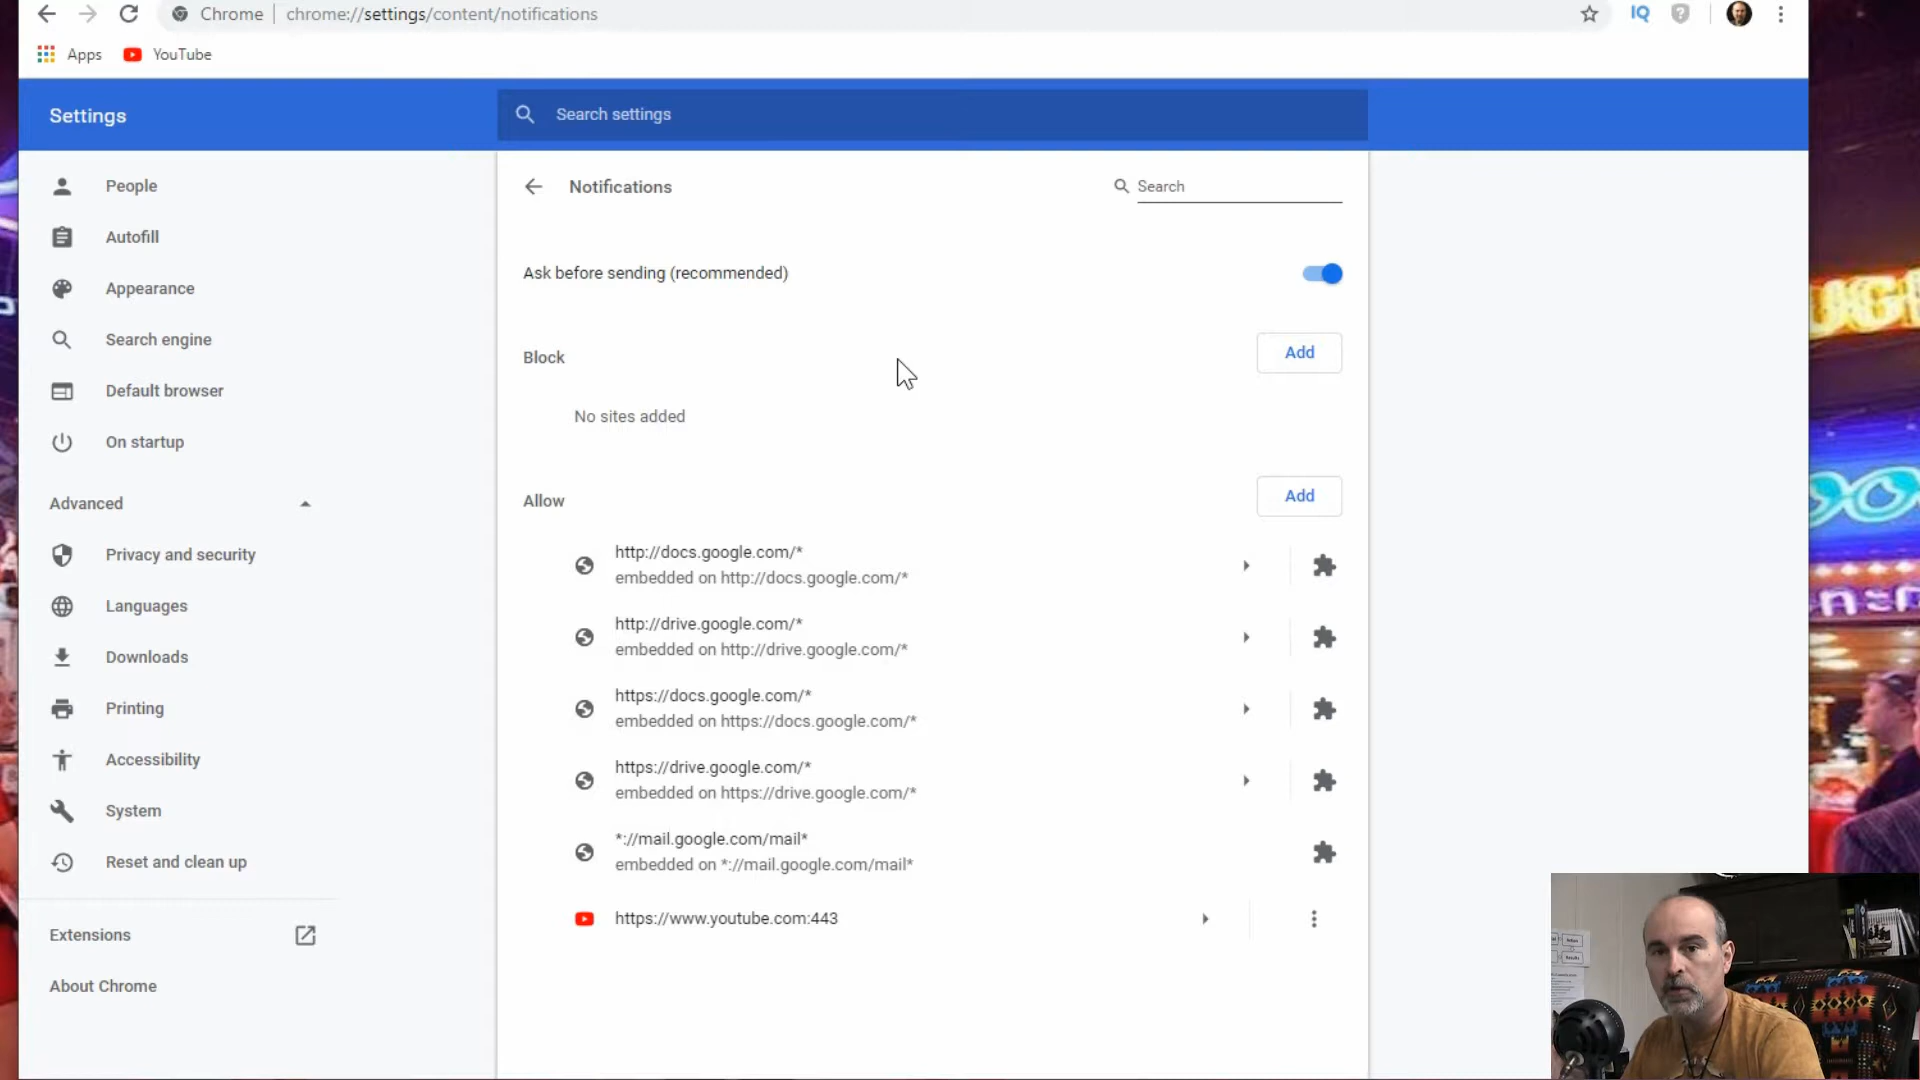 Chrome
chrome://settings/content/notifications
IQ
Apps
YouTube
Settings
Search settings
People
Autofill
Appearance
Search engine
Default browser
On startup
Advanced
Privacy and security
Languages
Downloads
Printing
Accessibility
System
Reset and clean up
Extensions
About Chrome
Notifications
Search
Ask before sending (recommended)
Block
Add
No sites added
Allow
Add
http://docs.google.com/*
embedded on http://docs.google.com/*
http://drive.google.com/*
embedded on http://drive.google.com/*
https://docs.google.com/*
embedded on https://docs.google.com/*
https://drive.google.com/*
embedded on https://drive.google.com/*
*://mail.google.com/mail*
embedded on *://mail.google.com/mail*
https://www.youtube.com:443